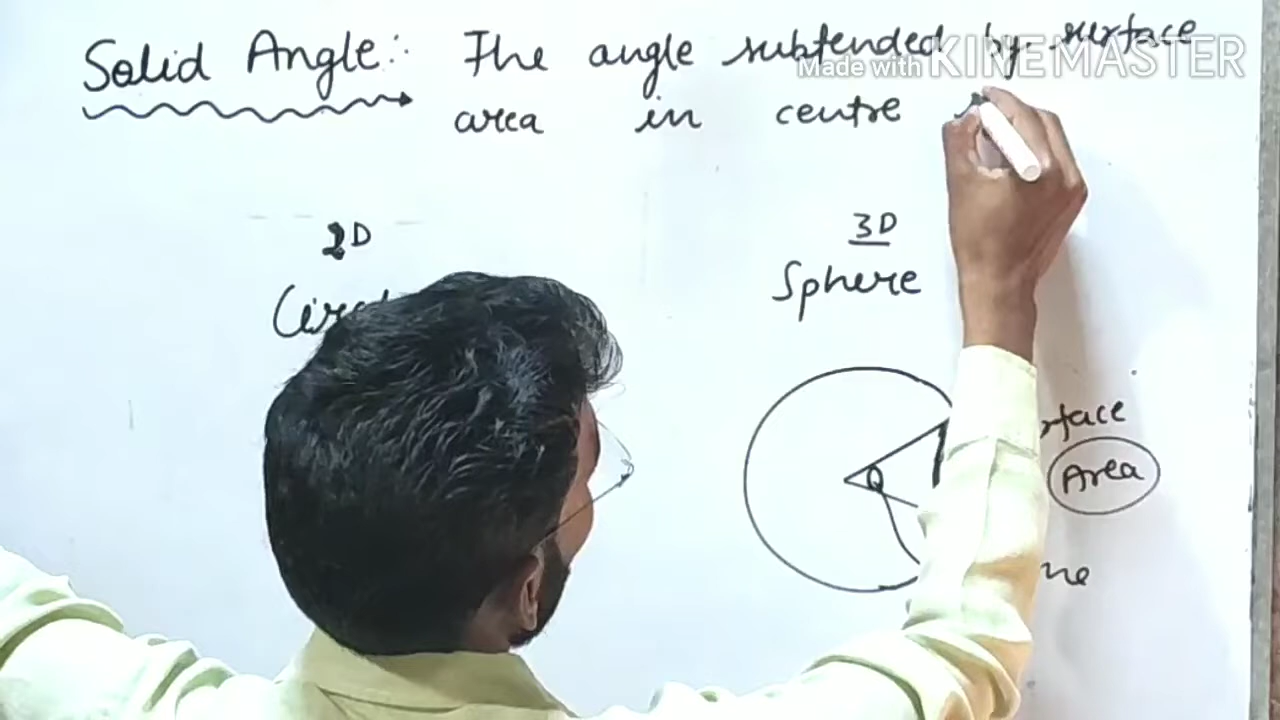 Solid Angle:- The angle subtended by surface
Made with KINEMASTER
area in centre
2D
3D
Sphere
Area